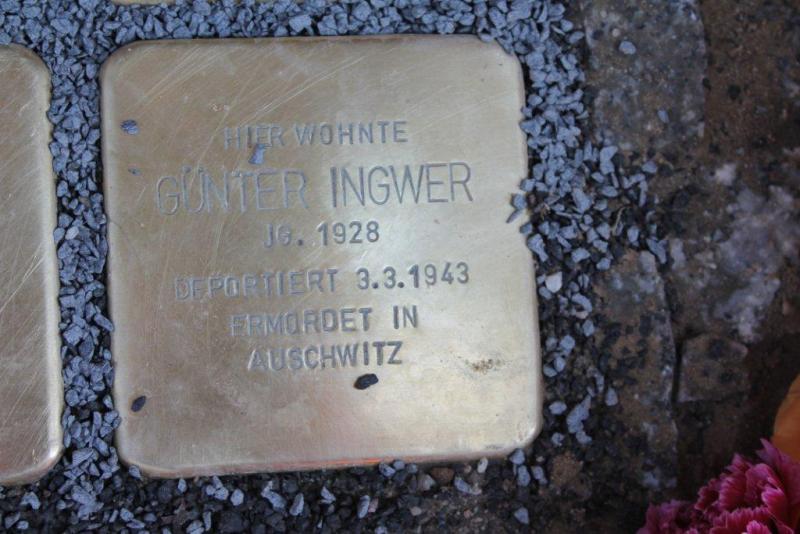 HIER WOHNTE
GÜNTER INGWER
JG. 1928
DEPORTIERT 3.3.1943
ERMORDET IN
AUSCHWITZ